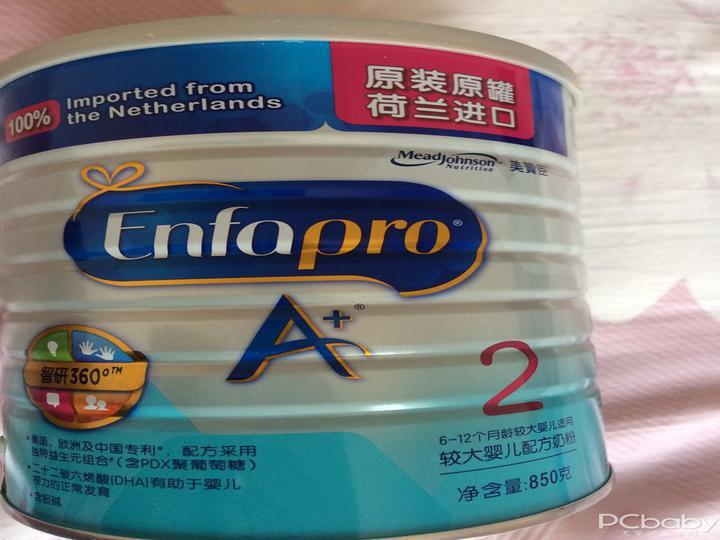 100%
Imported from
the Netherlands
原装原罐
荷兰进口
MeadJohnson
Nutrition
美贊臣
Enfapro®
A+®
智研360°™
2
6-12个月龄较大婴儿适用
较大婴儿配方奶粉
净含量:850克
•美国、欧洲及中国专利*，配方采用
独特益生元组合*(含PDX聚葡萄糖)
•二十二碳六烯酸(DHA)有助于婴儿
视力的正常发育
•含胆碱
PCbaby